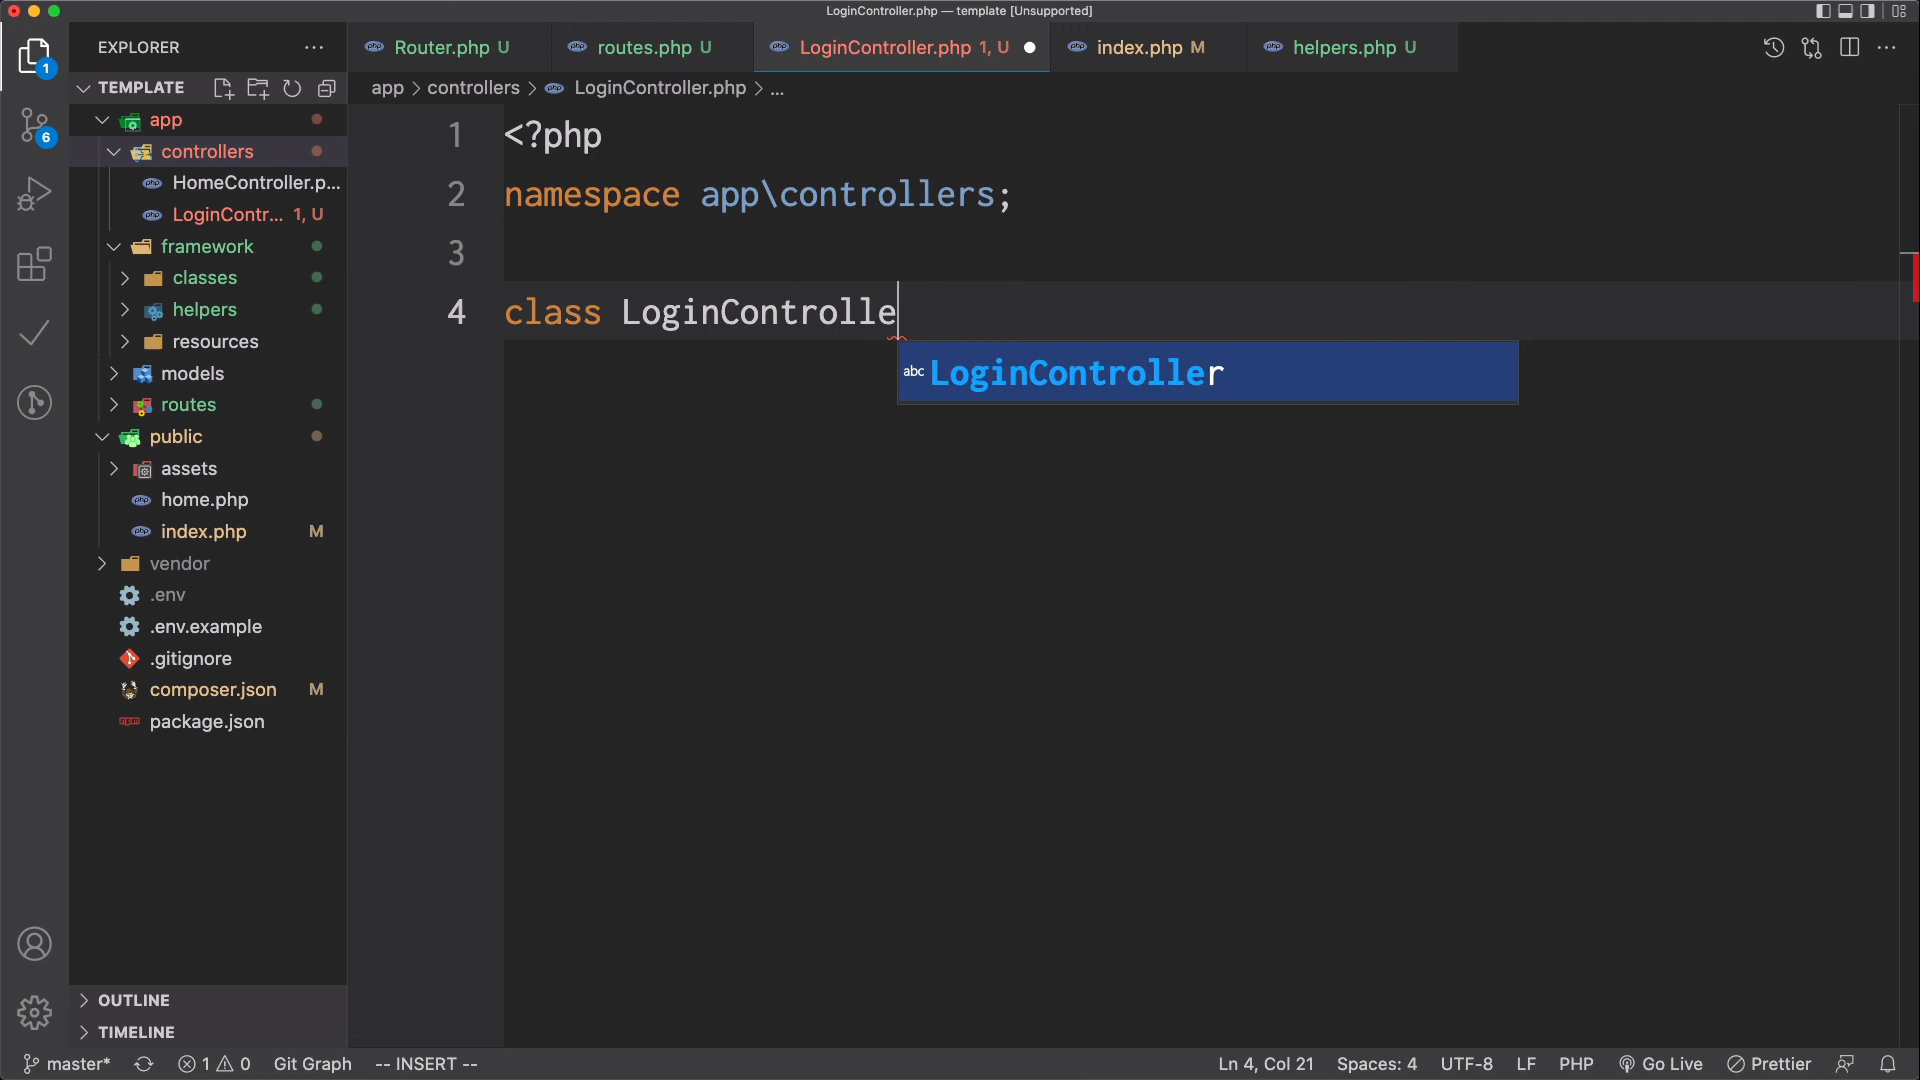 LoginController.php — template [Unsupported]
EXPLORER
Router.php U
routes.php U
LoginController.php 1, U
index.php M
helpers.php U
TEMPLATE
app > controllers > LoginController.php > ...
app
controllers
HomeController.p...
LoginContr... 1, U
framework
classes
helpers
resources
models
routes
public
assets
home.php
index.php M
vendor
.env
.env.example
.gitignore
composer.json M
package.json
OUTLINE
TIMELINE
1
6
1 <?php
2 namespace app\controllers;
3
4 class LoginControlle
abc LoginController
master* 1 0 Git Graph -- INSERT -- Ln 4, Col 21 Spaces: 4 UTF-8 LF PHP Go Live Prettier